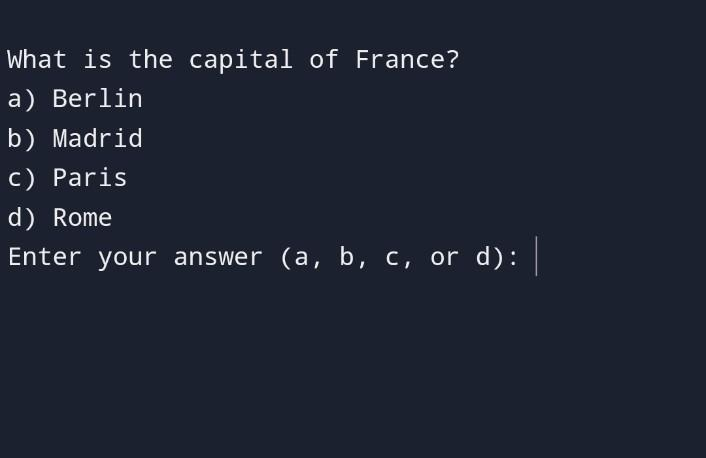 What is the capital of France?
a) Berlin
b) Madrid
c) Paris
d) Rome
Enter your answer (a, b, c, or d):